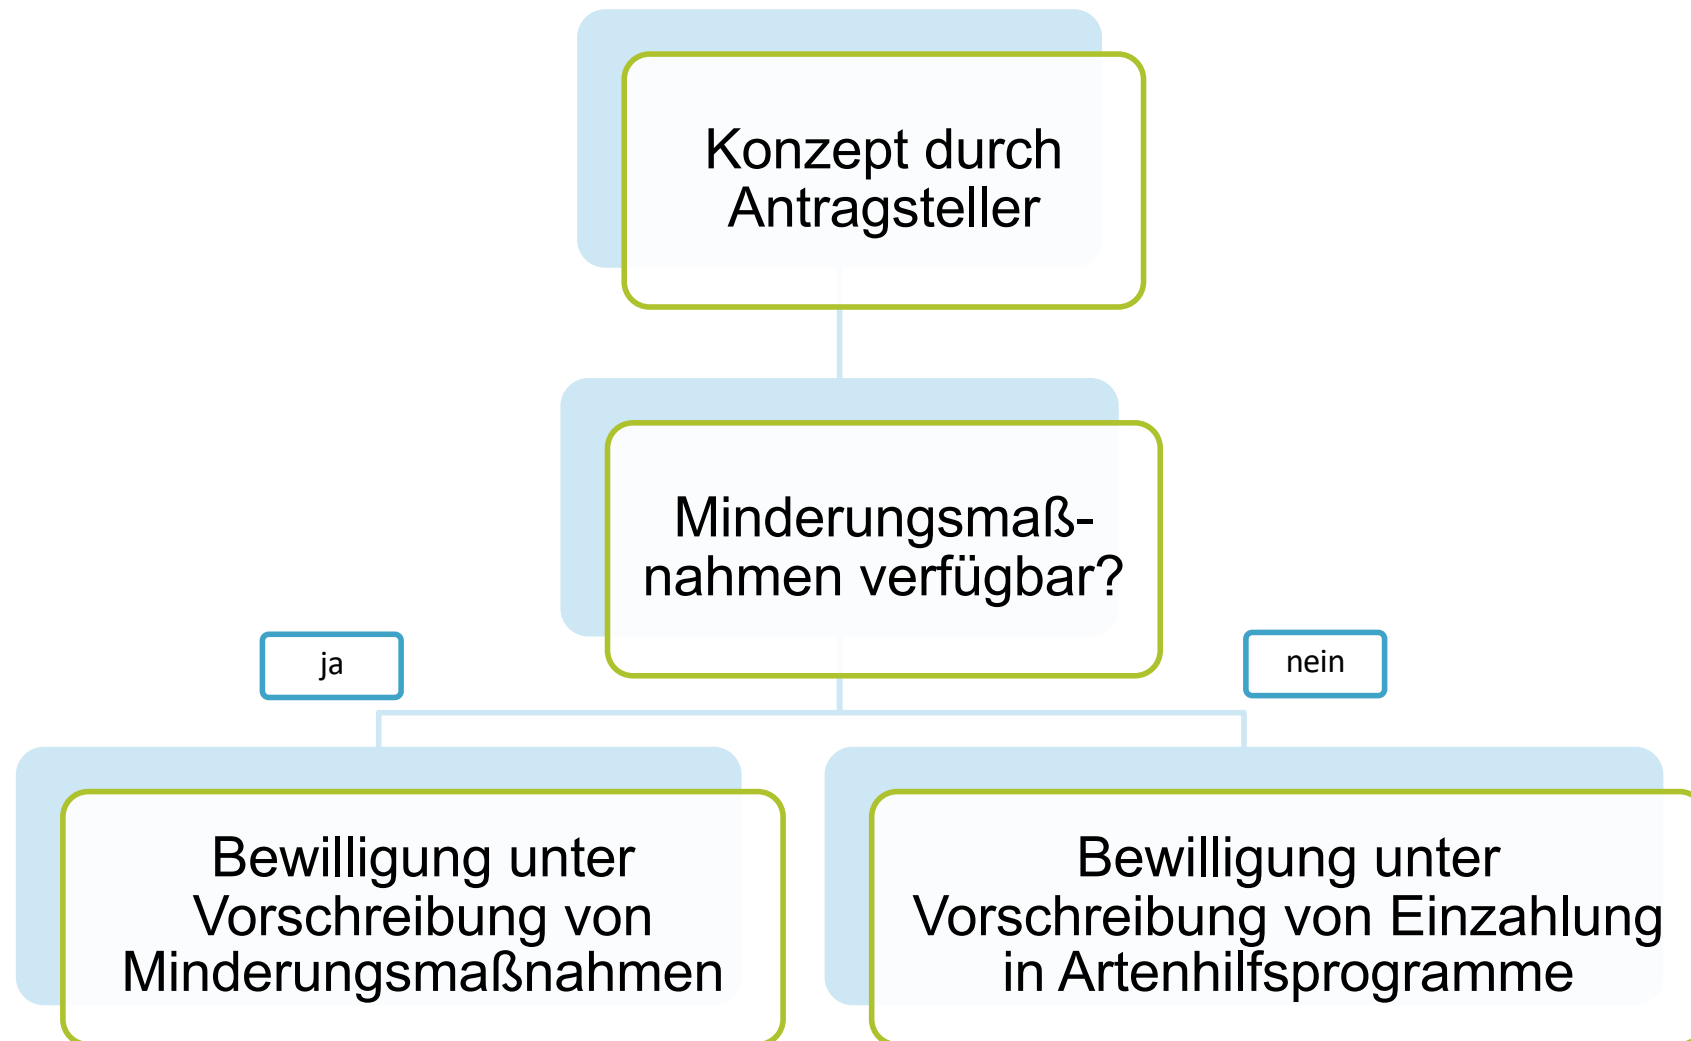 Konzept durch
Antragsteller
Minderungsmaß-
nahmen verfügbar?
ja
nein
Bewilligung unter
Vorschreibung von
Minderungsmaßnahmen
Bewilligung unter
Vorschreibung von Einzahlung
in Artenhilfsprogramme